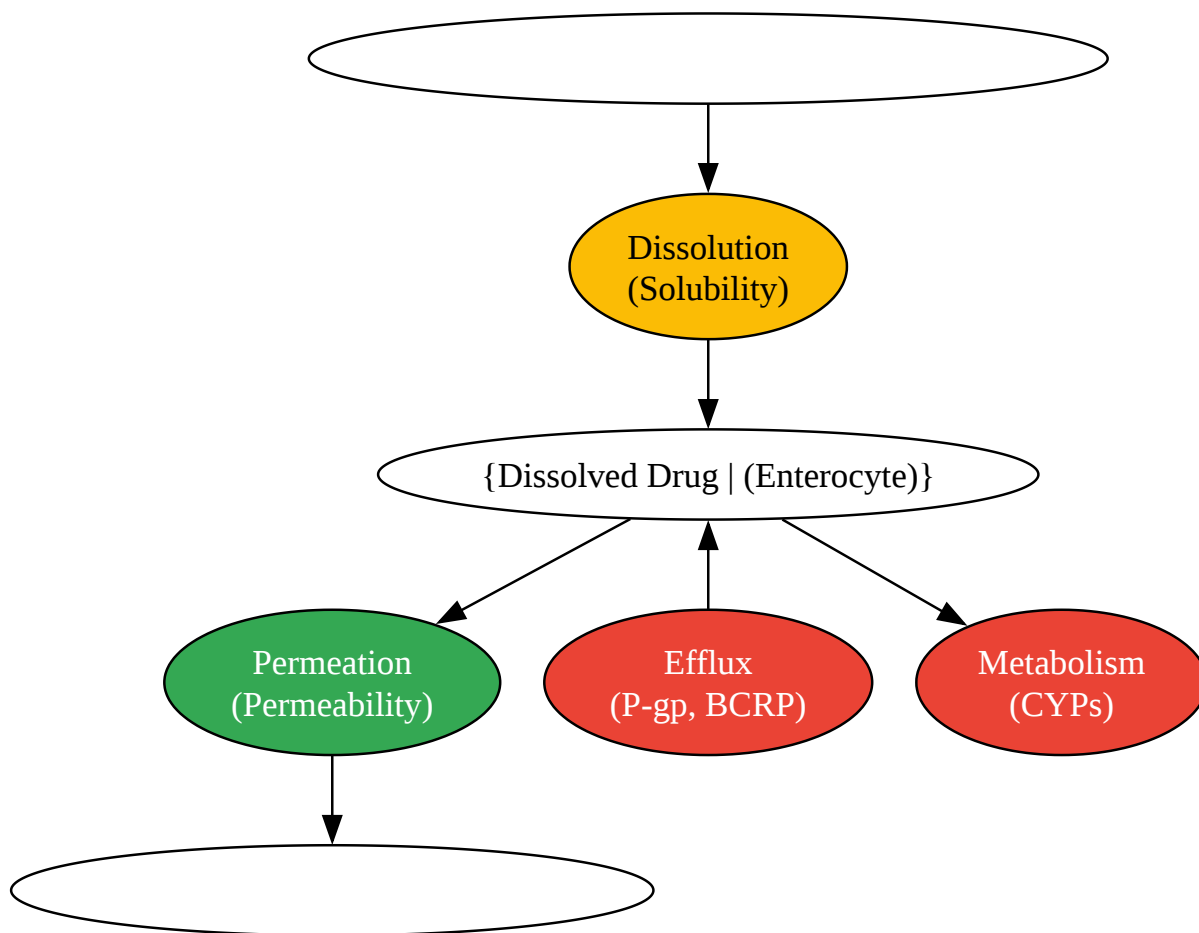 Dissolution
(Solubility)
{Dissolved Drug | (Enterocyte)}
Permeation
(Permeability)
Efflux
(P-gp, BCRP)
Metabolism
(CYPs)